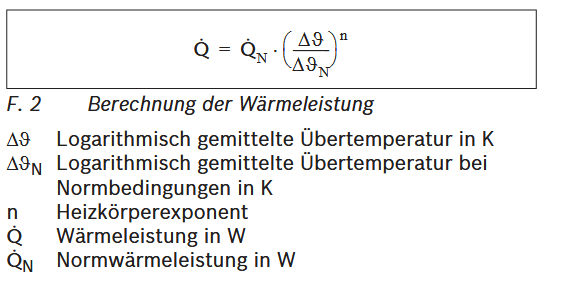 Q̇ = Q̇N · (Δϑ / ΔϑN)^n
F. 2 Berechnung der Wärmeleistung
Δϑ Logarithmisch gemittelte Übertemperatur in K
ΔϑN Logarithmisch gemittelte Übertemperatur bei
Normbedingungen in K
n Heizkörperexponent
Q̇ Wärmeleistung in W
Q̇N Normwärmeleistung in W